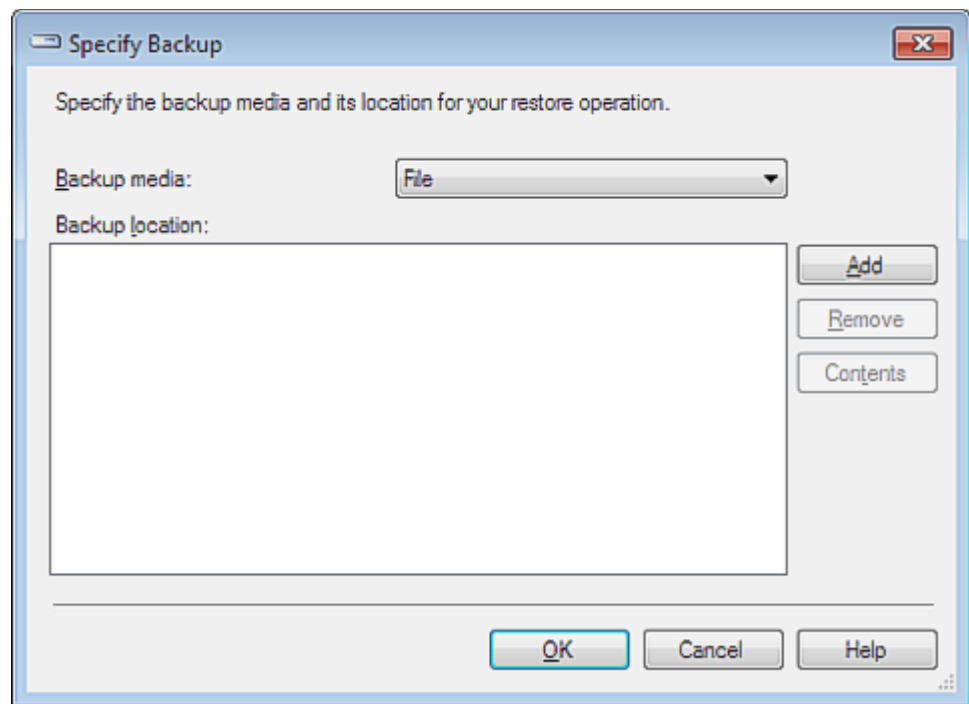 Specify Backup
Specify the backup media and its location for your restore operation.
Backup media:
File
Backup location:
Add
Remove
Contents
OK
Cancel
Help